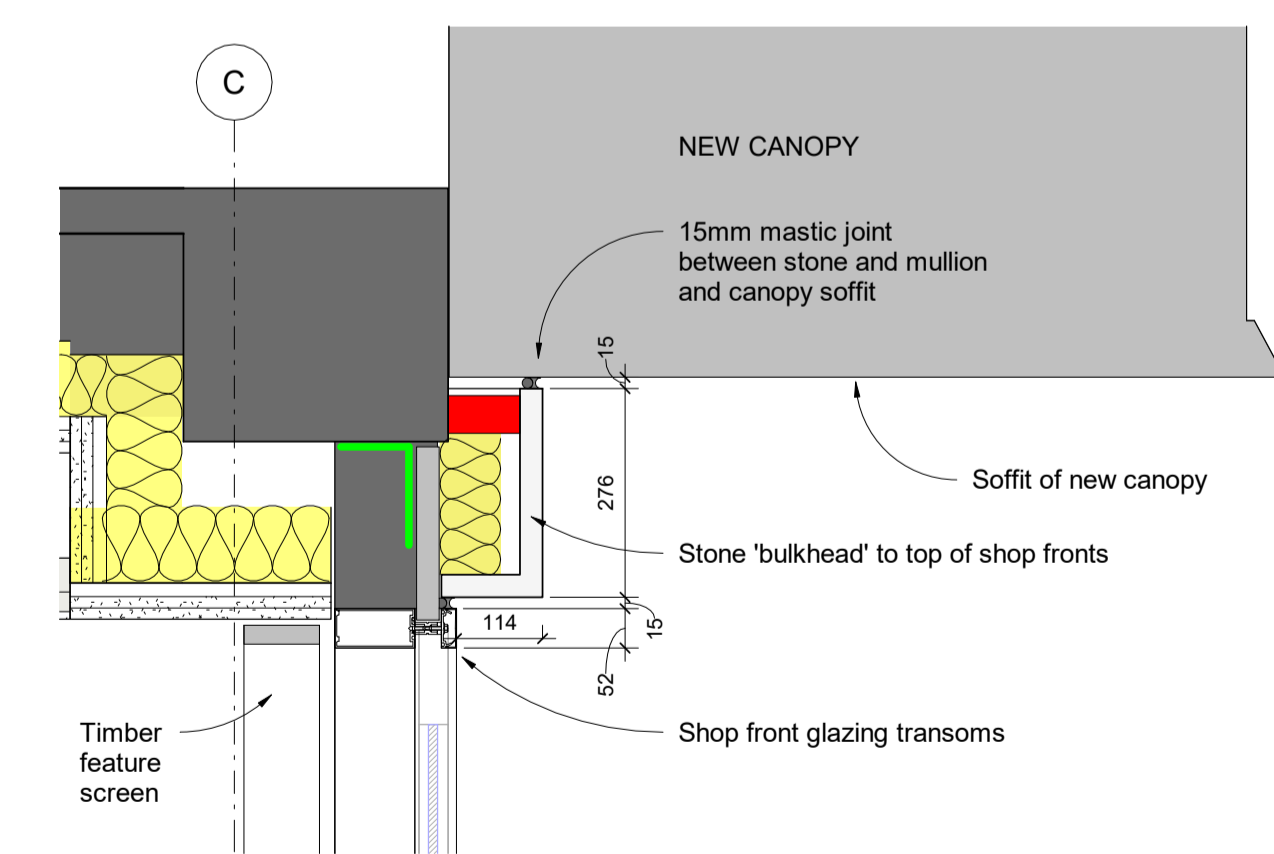 C
NEW CANOPY
15mm mastic joint
between stone and mullion
and canopy soffit
15
Soffit of new canopy
276
Stone 'bulkhead' to top of shop fronts
114
15
52
Timber
feature
screen
Shop front glazing transoms